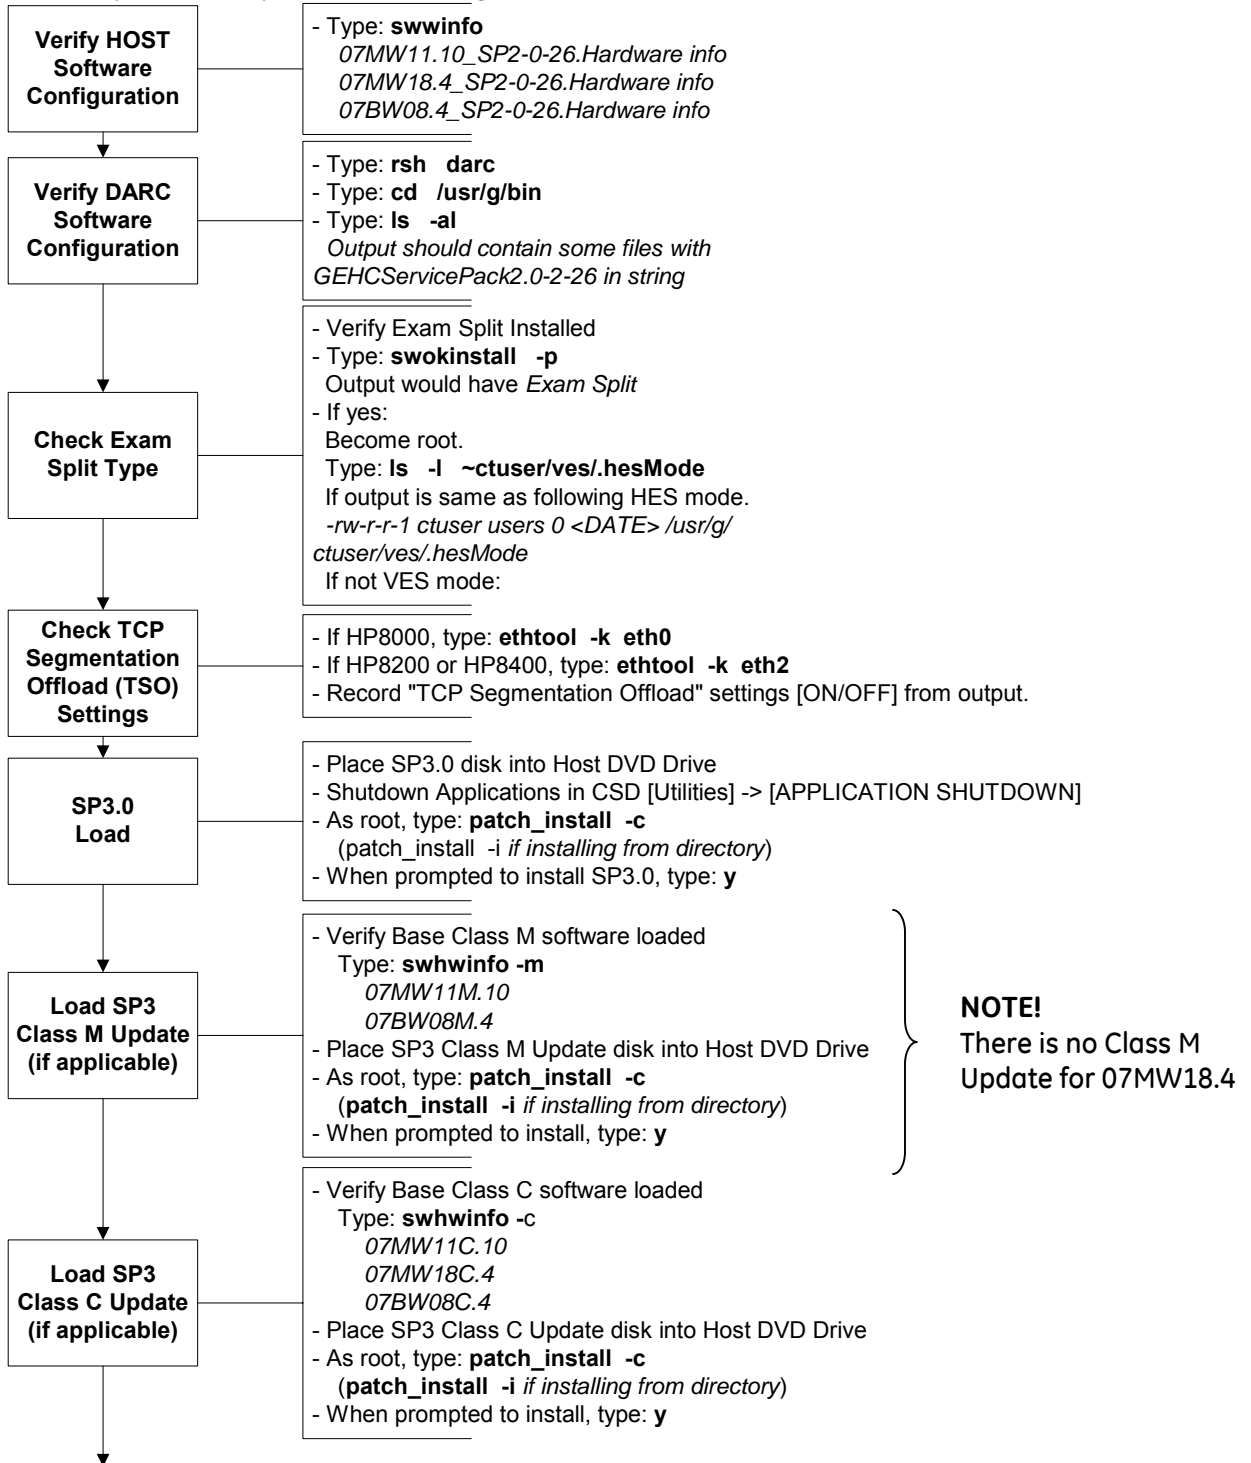 Verify HOST
Software
Configuration
- Type: swwinfo
07MW11.10_SP2-0-26.Hardware info
07MW18.4_SP2-0-26.Hardware info
07BW08.4_SP2-0-26.Hardware info
Verify DARC
Software
Configuration
- Type: rsh darc
- Type: cd /usr/g/bin
- Type: ls -al
Output should contain some files with
GEHCServicePack2.0-2-26 in string
Check Exam
Split Type
- Verify Exam Split Installed
- Type: swokinstall -p
Output would have Exam Split
- If yes:
Become root.
Type: ls -l ~ctuser/ves/.hesMode
If output is same as following HES mode.
-rw-r-r-1 ctuser users 0 <DATE> /usr/g/
ctuser/ves/.hesMode
If not VES mode:
Check TCP
Segmentation
Offload (TSO)
Settings
- If HP8000, type: ethtool -k eth0
- If HP8200 or HP8400, type: ethtool -k eth2
- Record "TCP Segmentation Offload" settings [ON/OFF] from output.
SP3.0
Load
- Place SP3.0 disk into Host DVD Drive
- Shutdown Applications in CSD [Utilities] -> [APPLICATION SHUTDOWN]
- As root, type: patch_install -c
(patch_install -i if installing from directory)
- When prompted to install SP3.0, type: y
Load SP3
Class M Update
(if applicable)
- Verify Base Class M software loaded
Type: swhwinfo -m
07MW11M.10
07BW08M.4
- Place SP3 Class M Update disk into Host DVD Drive
- As root, type: patch_install -c
(patch_install -i if installing from directory)
- When prompted to install, type: y
NOTE!
There is no Class M
Update for 07MW18.4
Load SP3
Class C Update
(if applicable)
- Verify Base Class C software loaded
Type: swhwinfo -c
07MW11C.10
07MW18C.4
07BW08C.4
- Place SP3 Class C Update disk into Host DVD Drive
- As root, type: patch_install -c
(patch_install -i if installing from directory)
- When prompted to install, type: y